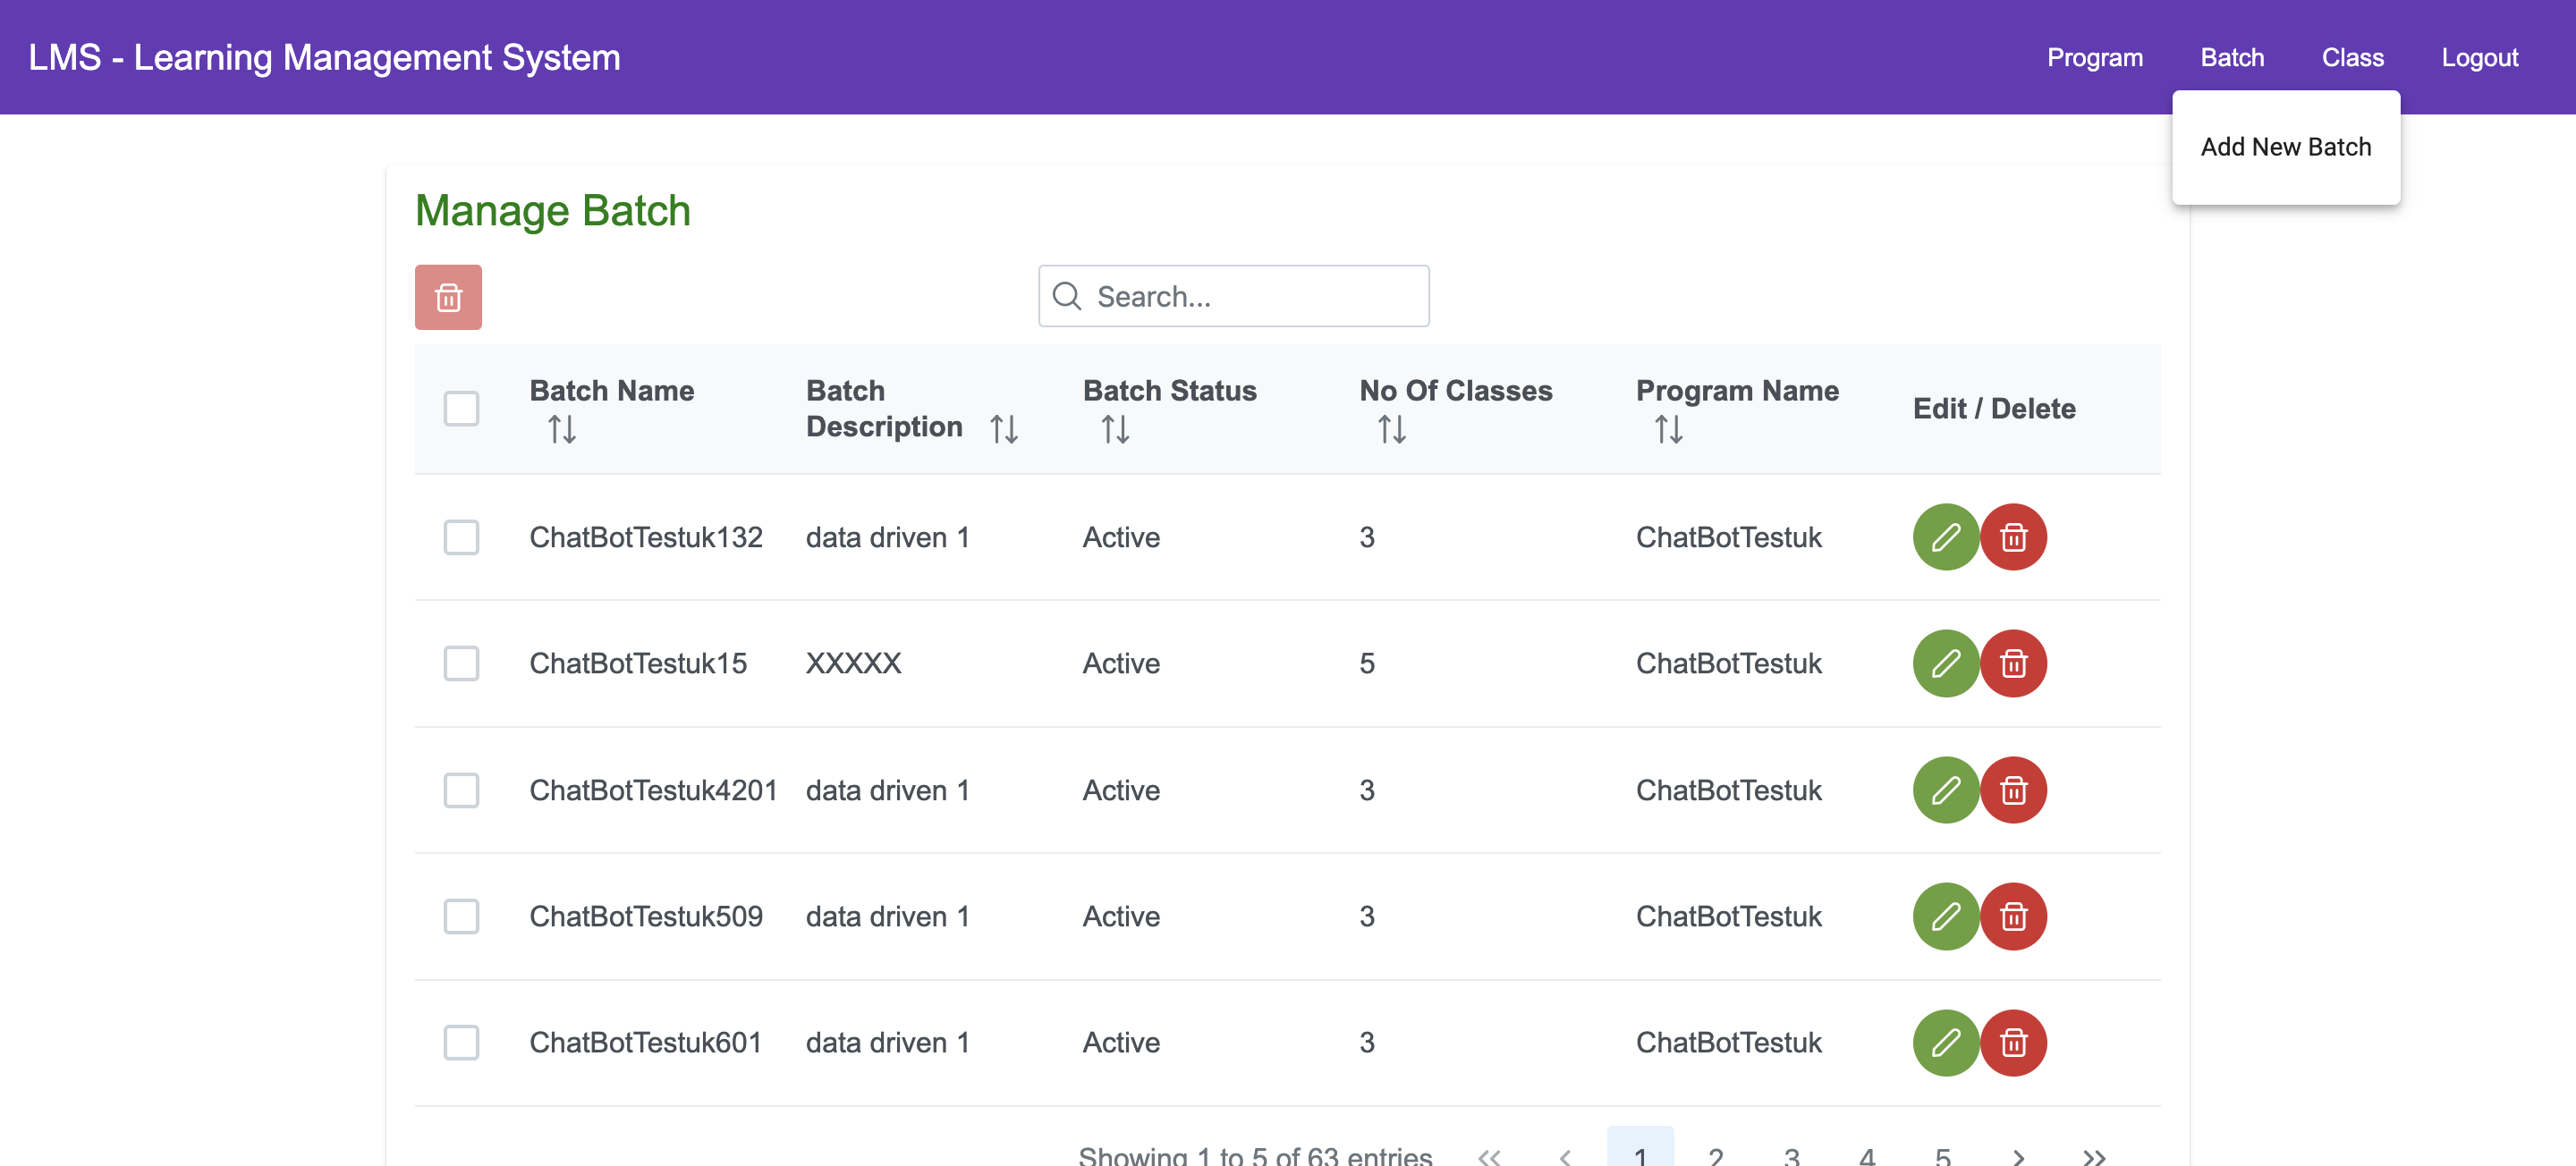 LMS - Learning Management System
Program Batch Class Logout
Add New Batch
Manage Batch
Search...
Batch Name Batch Description Batch Status No Of Classes Program Name Edit / Delete
ChatBotTestuk132 data driven 1 Active 3 ChatBotTestuk
ChatBotTestuk15 XXXXX Active 5 ChatBotTestuk
ChatBotTestuk4201 data driven 1 Active 3 ChatBotTestuk
ChatBotTestuk509 data driven 1 Active 3 ChatBotTestuk
ChatBotTestuk601 data driven 1 Active 3 ChatBotTestuk
Showing 1 to 5 of 63 entries << < 1 2 3 4 5 > >>